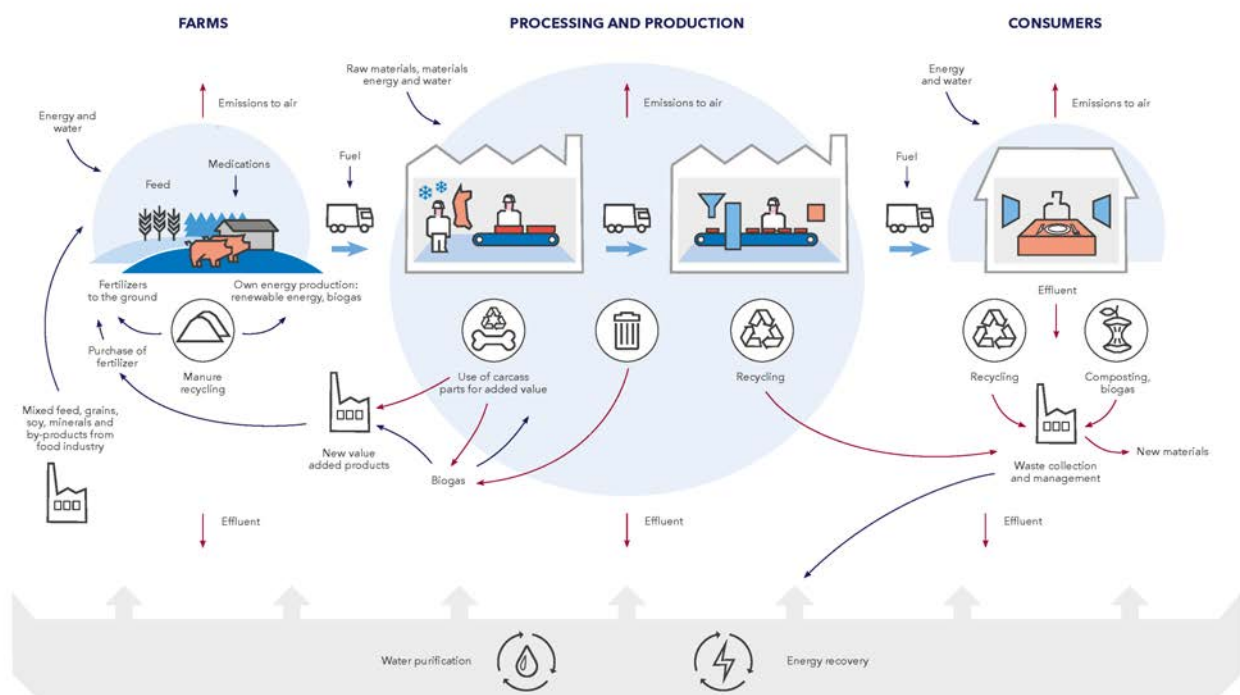 FARMS
PROCESSING AND PRODUCTION
CONSUMERS
Energy and
water
Emissions to air
Medications
Feed
Fertilizers
to the ground
Own energy production:
renewable energy, biogas
Purchase of
fertilizer
Manure
recycling
Mixed feed, grains,
soy, minerals and
by-products from
food industry
Effluent
Fuel
Raw materials, materials
energy and water
Emissions to air
Use of carcass
parts for added value
Recycling
New value
added products
Biogas
Effluent
Fuel
Energy
and water
Emissions to air
Effluent
Recycling
Composting,
biogas
New materials
Waste collection
and management
Effluent
Water purification
Energy recovery